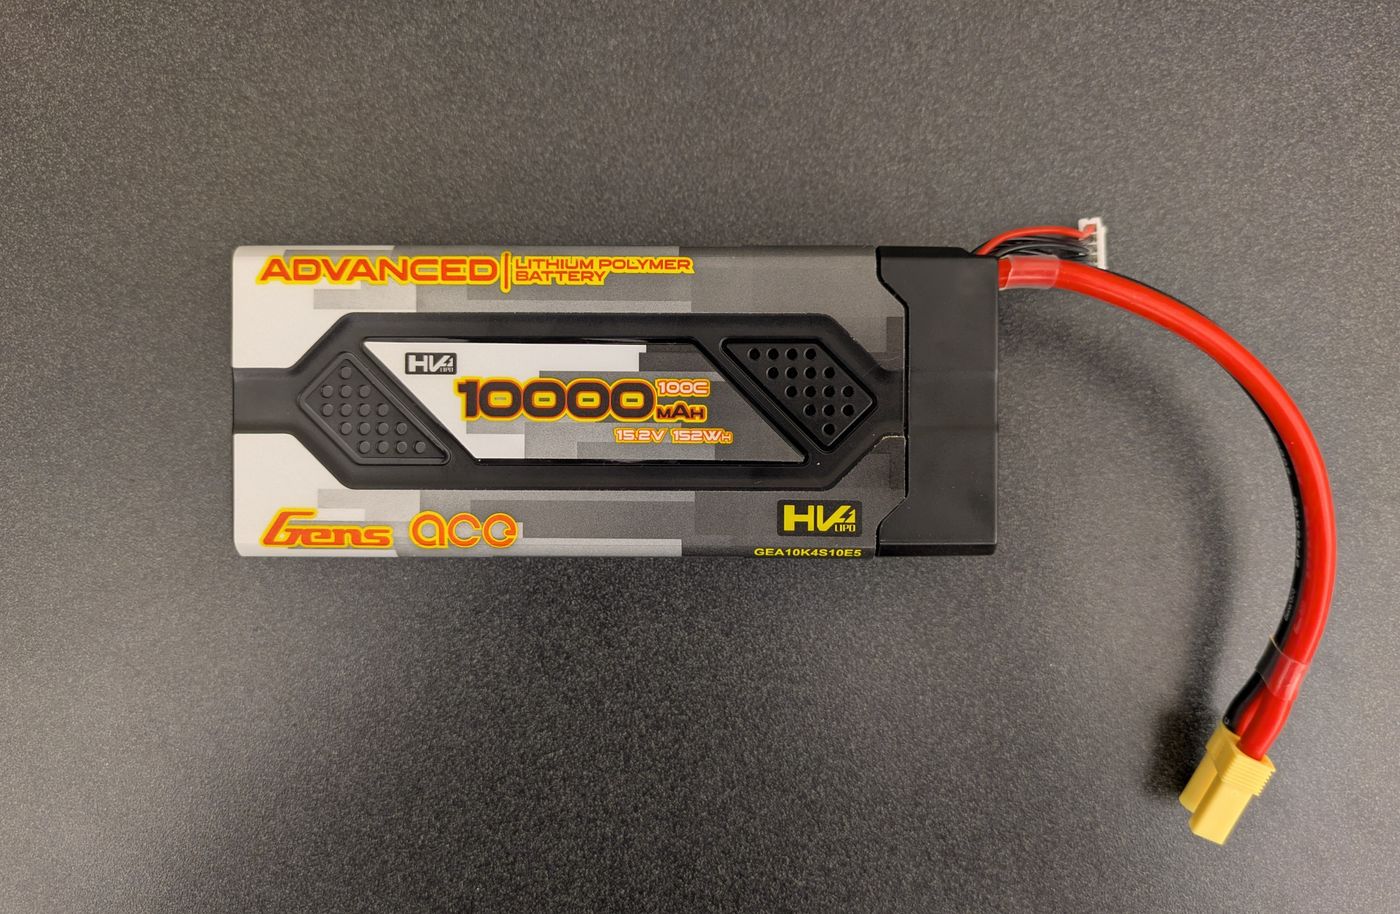 ADVANCED
LITHIUM POLYMER
BATTERY
HV LIPO
10000 MAH
100C
15.2V 152WH
Gens ace
HV LIPO
GEA10K4S10E5